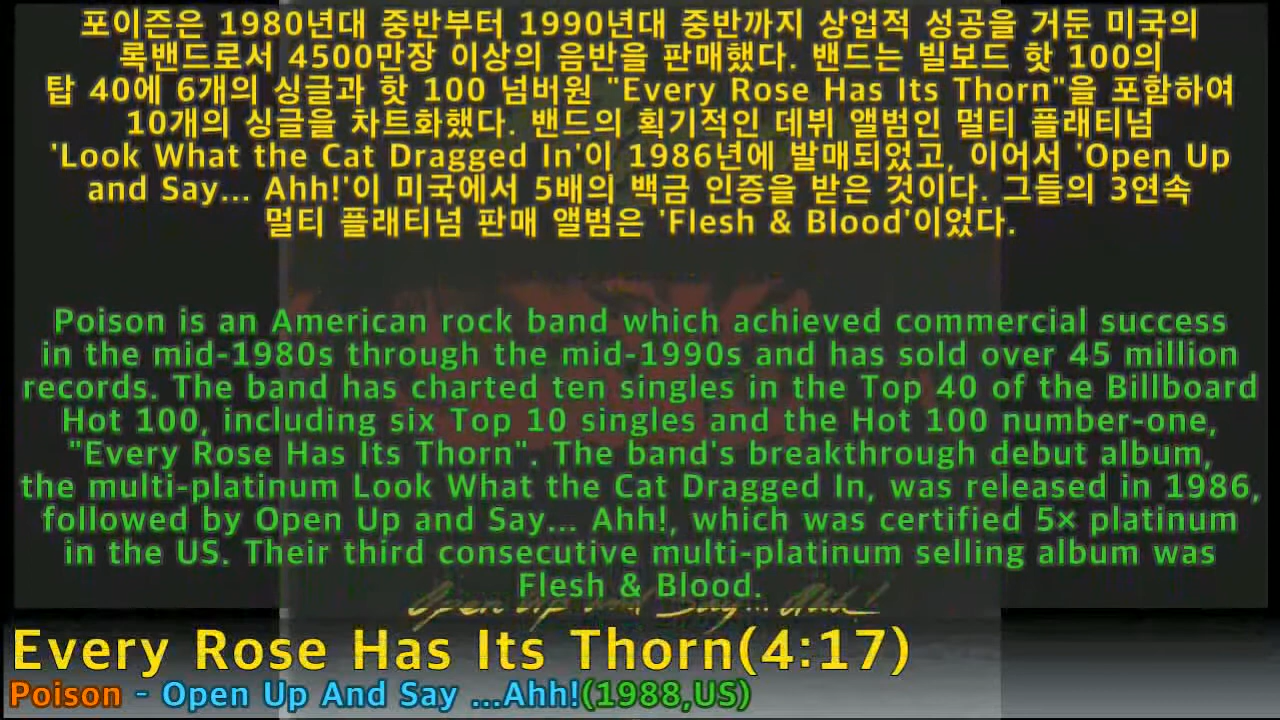 포이즌은 1980년대 중반부터 1990년대 중반까지 상업적 성공을 거둔 미국의
록밴드로서 4500만장 이상의 음반을 판매했다. 밴드는 빌보드 핫 100의
탑 40에 6개의 싱글과 핫 100 넘버원 "Every Rose Has Its Thorn"을 포함하여
10개의 싱글을 차트화했다. 밴드의 획기적인 데뷔 앨범인 멀티 플래티넘
'Look What the Cat Dragged In'이 1986년에 발매되었고, 이어서 'Open Up
and Say... Ahh!'이 미국에서 5배의 백금 인증을 받은 것이다. 그들의 3연속
멀티 플래티넘 판매 앨범은 'Flesh & Blood'이었다.
Poison is an American rock band which achieved commercial success
in the mid-1980s through the mid-1990s and has sold over 45 million
records. The band has charted ten singles in the Top 40 of the Billboard
Hot 100, including six Top 10 singles and the Hot 100 number-one,
"Every Rose Has Its Thorn". The band's breakthrough debut album,
the multi-platinum Look What the Cat Dragged In, was released in 1986,
followed by Open Up and Say... Ahh!, which was certified 5× platinum
in the US. Their third consecutive multi-platinum selling album was
Flesh & Blood.
Open Up and Say... Ahh!
Every Rose Has Its Thorn(4:17)
Poison - Open Up And Say ...Ahh!(1988,US)